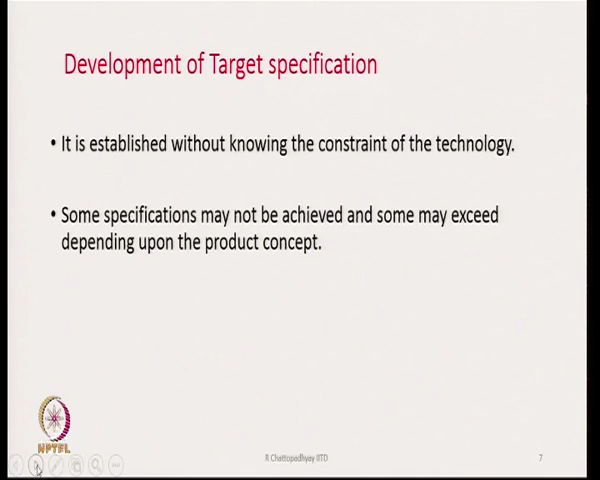 Development of Target specification
• It is established without knowing the constraint of the technology.
• Some specifications may not be achieved and some may exceed
depending upon the product concept.
NPTEL
R Chattopadhyay IITD
7